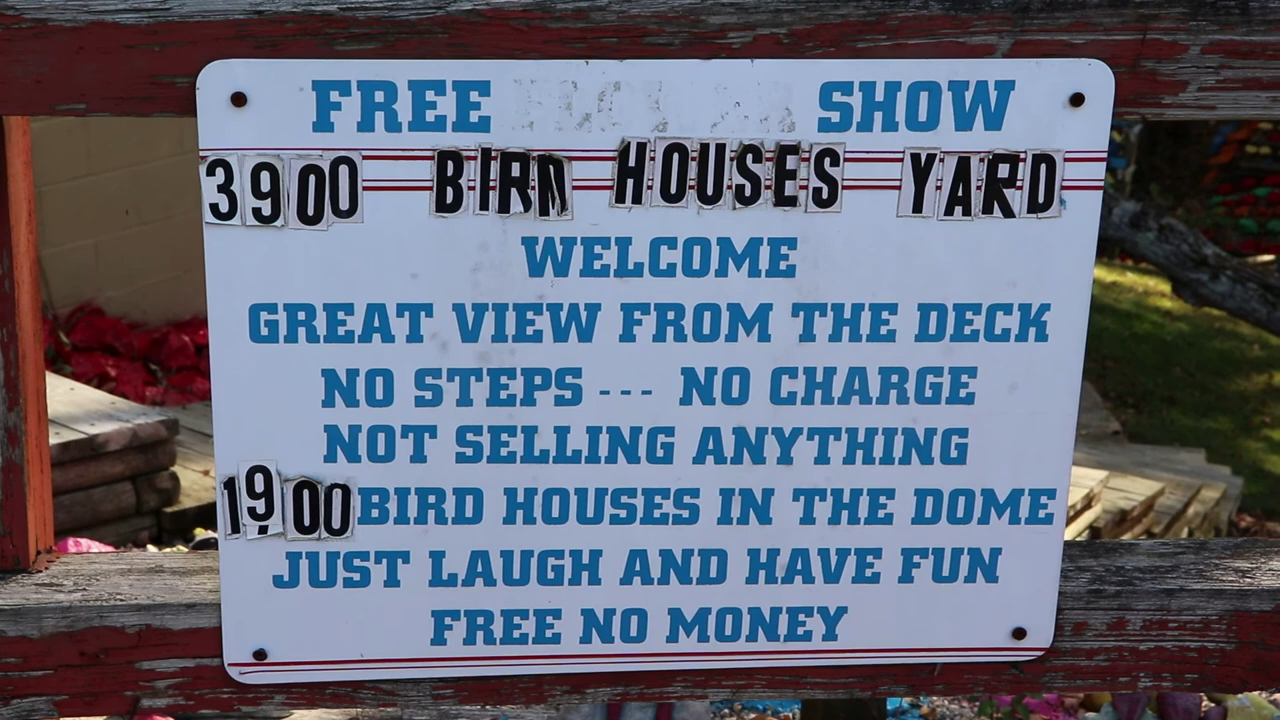 FREE SHOW
3900 BIRD HOUSES YARD
WELCOME
GREAT VIEW FROM THE DECK
NO STEPS --- NO CHARGE
NOT SELLING ANYTHING
1900 BIRD HOUSES IN THE DOME
JUST LAUGH AND HAVE FUN
FREE NO MONEY